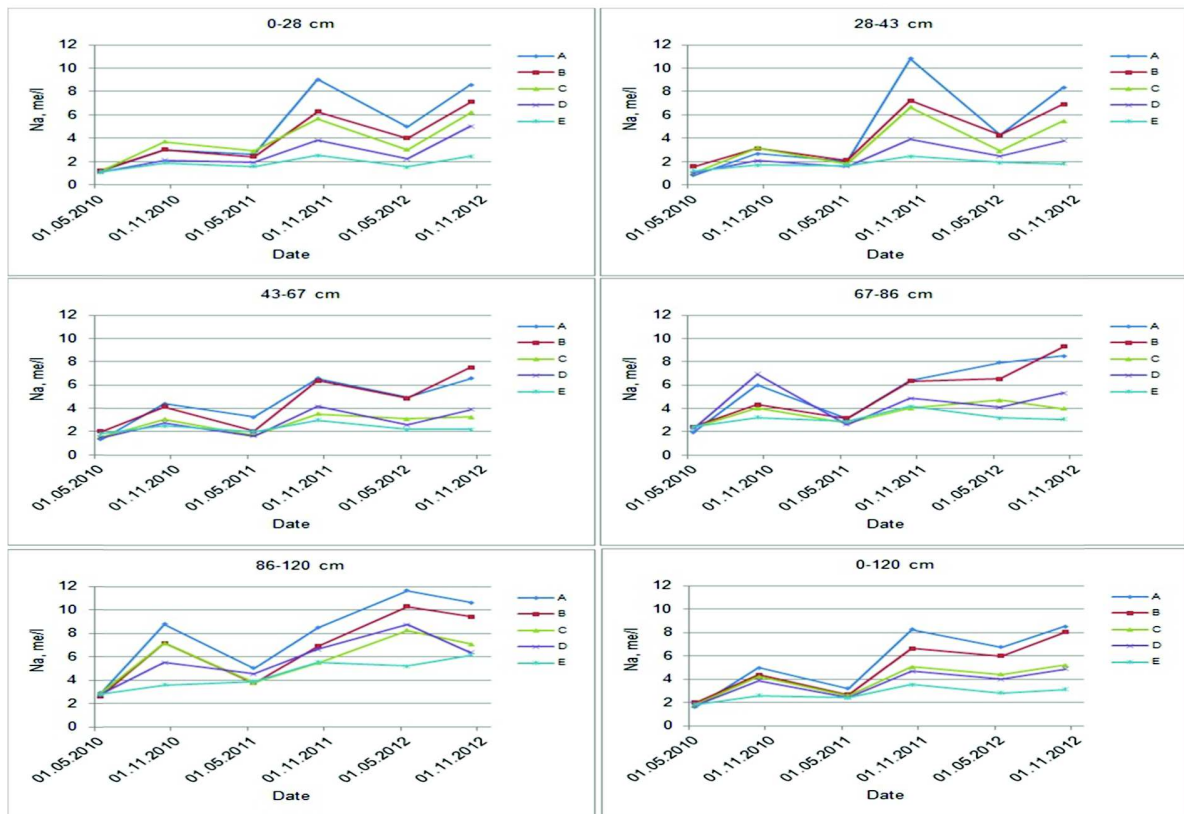 0-28 cm
Na, me/l
12
10
8
6
4
2
0
A
B
C
D
E
01.05.2010
01.11.2010
01.05.2011
01.11.2011
01.05.2012
01.11.2012
Date
28-43 cm
Na, me/l
12
10
8
6
4
2
0
A
B
C
D
E
01.05.2010
01.11.2010
01.05.2011
01.11.2011
01.05.2012
01.11.2012
Date
43-67 cm
Na, me/l
12
10
8
6
4
2
0
A
B
C
D
E
01.05.2010
01.11.2010
01.05.2011
01.11.2011
01.05.2012
01.11.2012
Date
67-86 cm
Na, me/l
12
10
8
6
4
2
0
A
B
C
D
E
01.05.2010
01.11.2010
01.05.2011
01.11.2011
01.05.2012
01.11.2012
Date
86-120 cm
Na, me/l
12
10
8
6
4
2
0
A
B
C
D
E
01.05.2010
01.11.2010
01.05.2011
01.11.2011
01.05.2012
01.11.2012
Date
0-120 cm
Na, me/l
12
10
8
6
4
2
0
A
B
C
D
E
01.05.2010
01.11.2010
01.05.2011
01.11.2011
01.05.2012
01.11.2012
Date